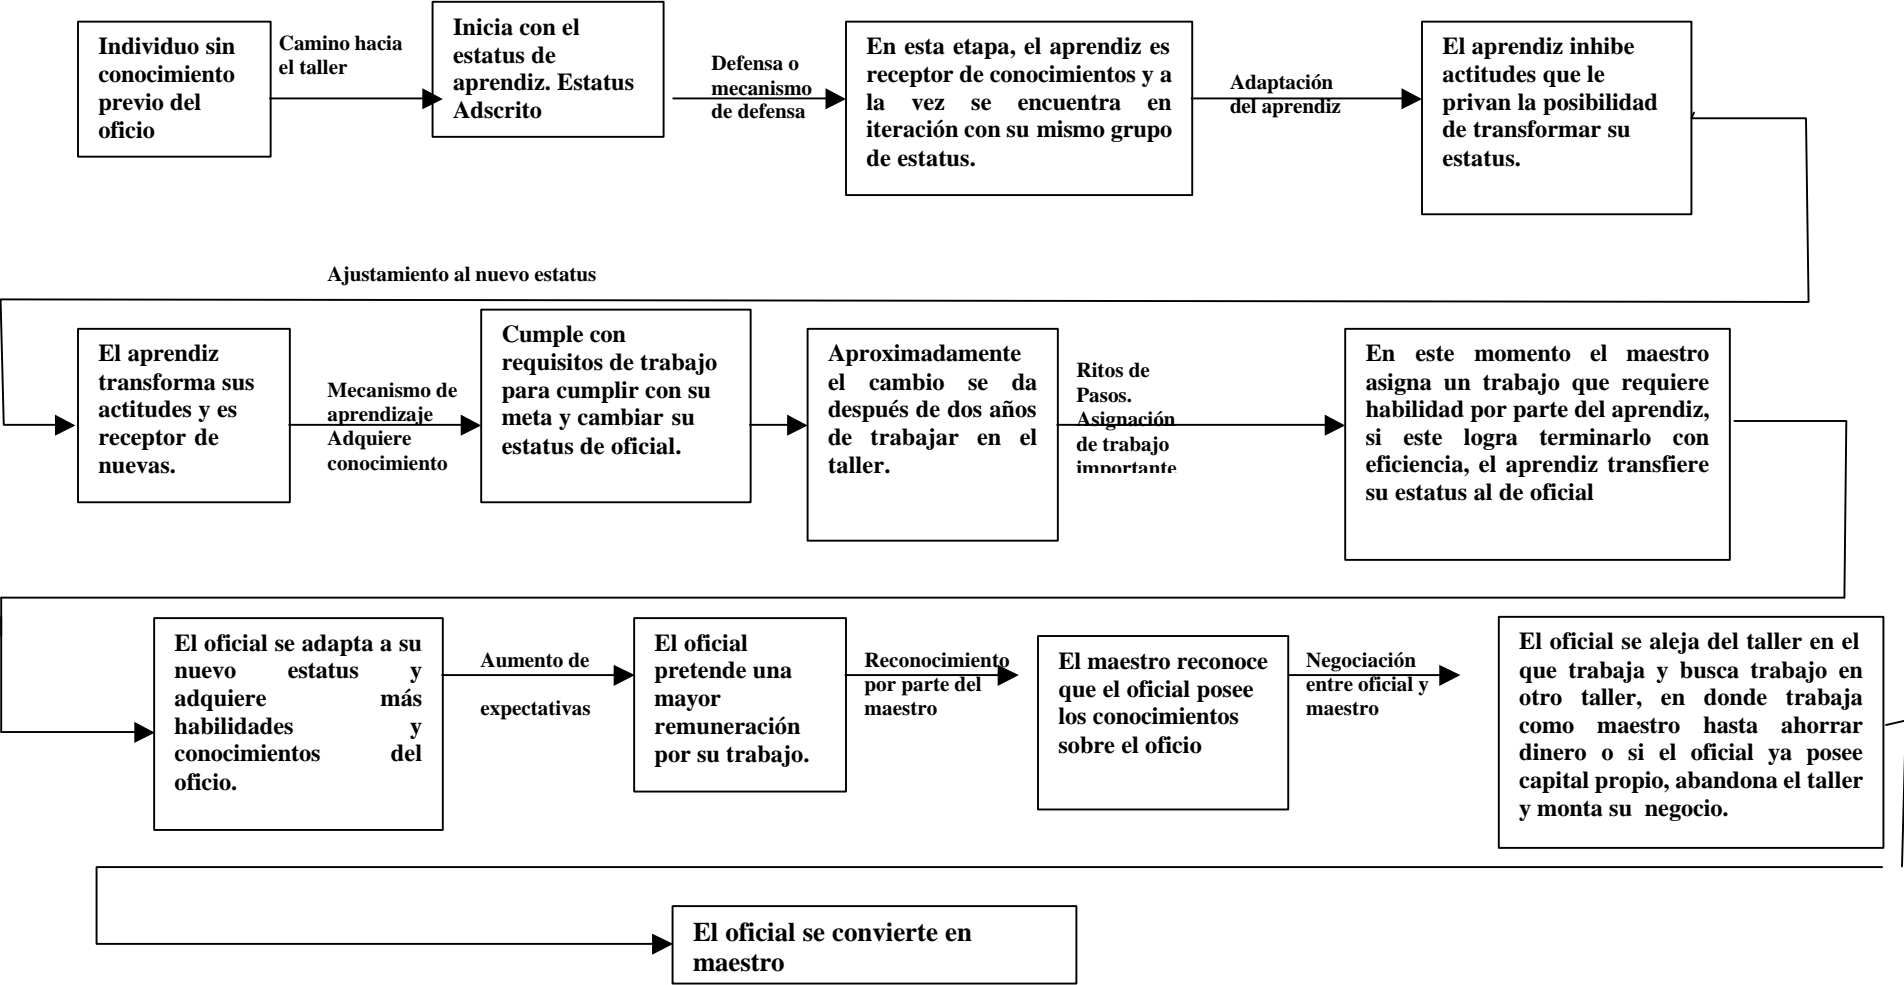 Individuo sin
conocimiento
previo del
oficio
Camino hacia
el taller
Inicia con el
estatus de
aprendiz. Estatus
Adscrito
Defensa o
mecanismo
de defensa
En esta etapa, el aprendiz es
receptor de conocimientos y a
la vez se encuentra en
iteración con su mismo grupo
de estatus.
Adaptación
del aprendiz
El aprendiz inhibe
actitudes que le
privan la posibilidad
de transformar su
estatus.
Ajustamiento al nuevo estatus
El aprendiz
transforma sus
actitudes y es
receptor de
nuevas.
Mecanismo de
aprendizaje
Adquiere
conocimiento
Cumple con
requisitos de trabajo
para cumplir con su
meta y cambiar su
estatus de oficial.
Aproximadamente
el cambio se da
después de dos años
de trabajar en el
taller.
Ritos de
Pasos.
Asignación
de trabajo
importante
En este momento el maestro
asigna un trabajo que requiere
habilidad por parte del aprendiz,
si este logra terminarlo con
eficiencia, el aprendiz transfiere
su estatus al de oficial
El oficial se adapta a su
nuevo estatus y
adquiere más
habilidades y
conocimientos del
oficio.
Aumento de
expectativas
El oficial
pretende una
mayor
remuneración
por su trabajo.
Reconocimiento
por parte del
maestro
El maestro reconoce
que el oficial posee
los conocimientos
sobre el oficio
Negociación
entre oficial y
maestro
El oficial se aleja del taller en el
que trabaja y busca trabajo en
otro taller, en donde trabaja
como maestro hasta ahorrar
dinero o si el oficial ya posee
capital propio, abandona el taller
y monta su negocio.
El oficial se convierte en
maestro